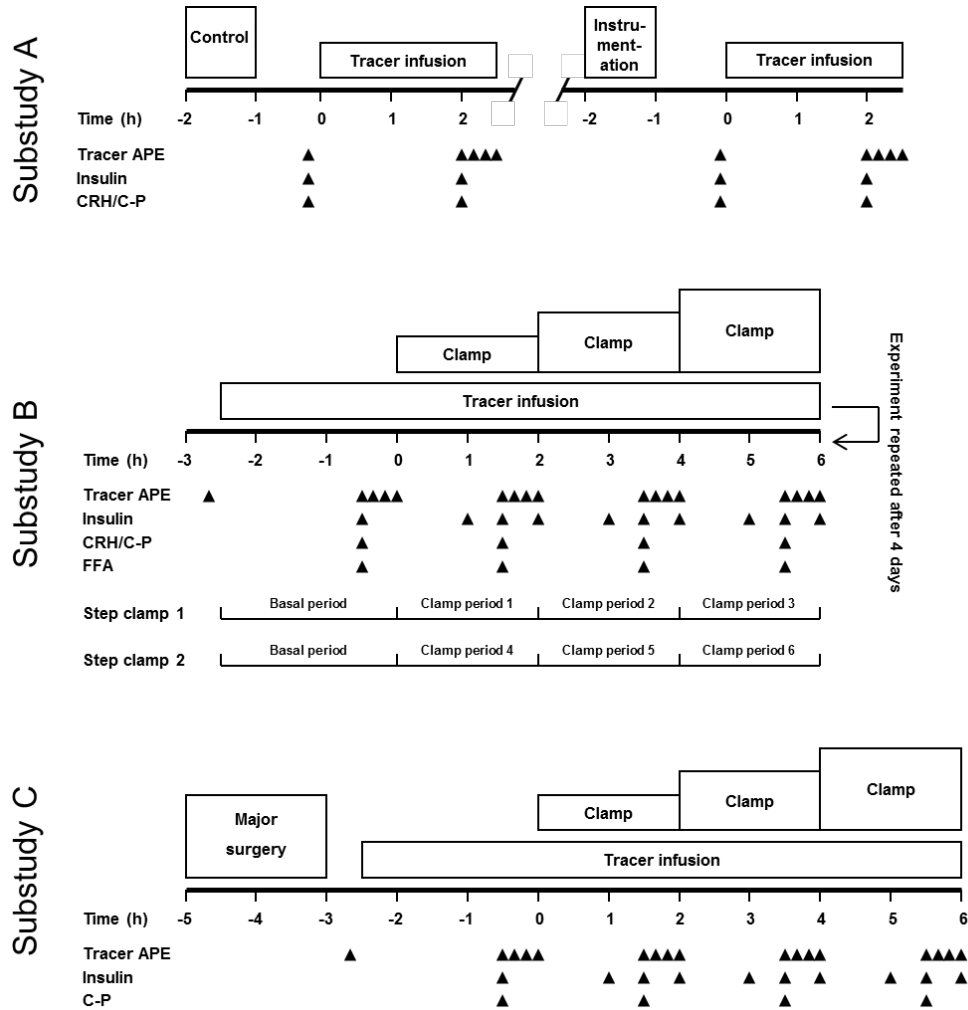 Substudy A
Control
Tracer infusion
Instru-
ment-
ation
Tracer infusion
Time (h) -2 -1 0 1 2 -2 -1 0 1 2
Tracer APE
Insulin
CRH/C-P
Substudy B
Clamp
Clamp
Clamp
Tracer infusion
Experiment repeated after 4 days
-3 -2 -1 0 1 2 3 4 5 6
Time (h)
Tracer APE
Insulin
CRH/C-P
FFA
Step clamp 1 Basal period Clamp period 1 Clamp period 2 Clamp period 3
Step clamp 2 Basal period Clamp period 4 Clamp period 5 Clamp period 6
Substudy C
Major
surgery
Clamp
Clamp
Clamp
Tracer infusion
-5 -4 -3 -2 -1 0 1 2 3 4 5 6
Time (h)
Tracer APE
Insulin
C-P